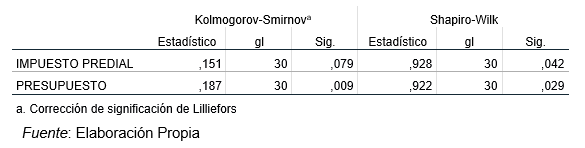 Kolmogorov-Smirnovª Shapiro-Wilk
Estadístico gl Sig. Estadístico gl Sig.
IMPUESTO PREDIAL ,151 30 ,079 ,928 30 ,042
PRESUPUESTO ,187 30 ,009 ,922 30 ,029
a. Corrección de significación de Lilliefors
Fuente: Elaboración Propia